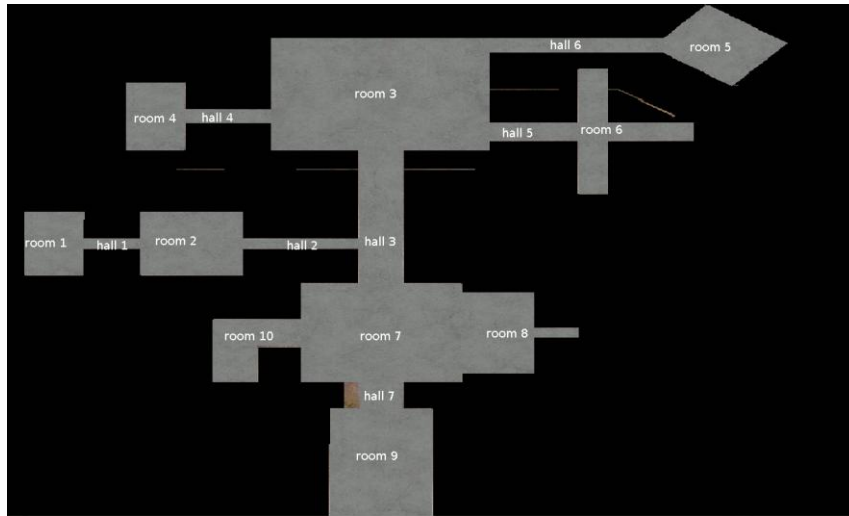 hall 6
room 5
room 3
room 4
hall 4
hall 5
room 6
room 1
hall 1
room 2
hall 2
hall 3
room 10
room 7
room 8
hall 7
room 9